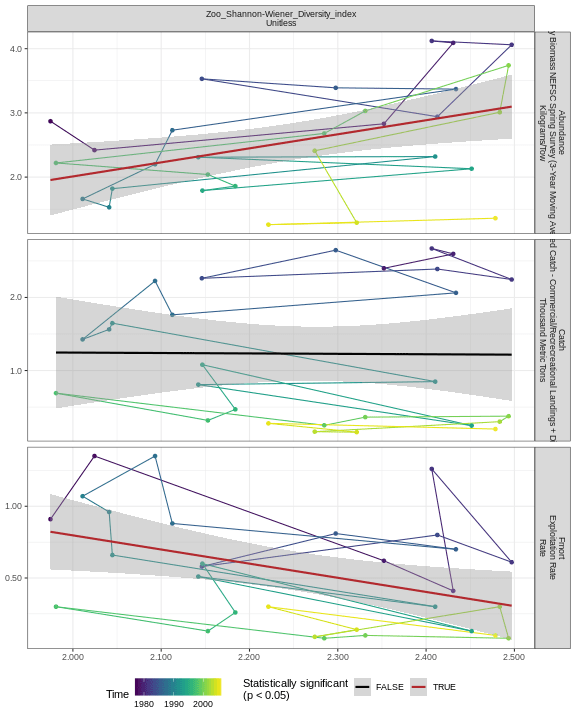 Zoo_Shannon-Wiener_Diversity_index
Unitless
4.0
3.0
2.0
Abundance
y Biomass NEFSC Spring Survey (3-Year Moving Ave
Kilograms/Tow
2.0
1.0
Catch
ed Catch - Commercial/Recreational Landings + D
Thousand Metric Tons
1.00
0.50
Fmort
Exploitation Rate
Rate
2.000 2.100 2.200 2.300 2.400 2.500
Time
1980 1990 2000
Statistically significant
(p < 0.05)
FALSE TRUE